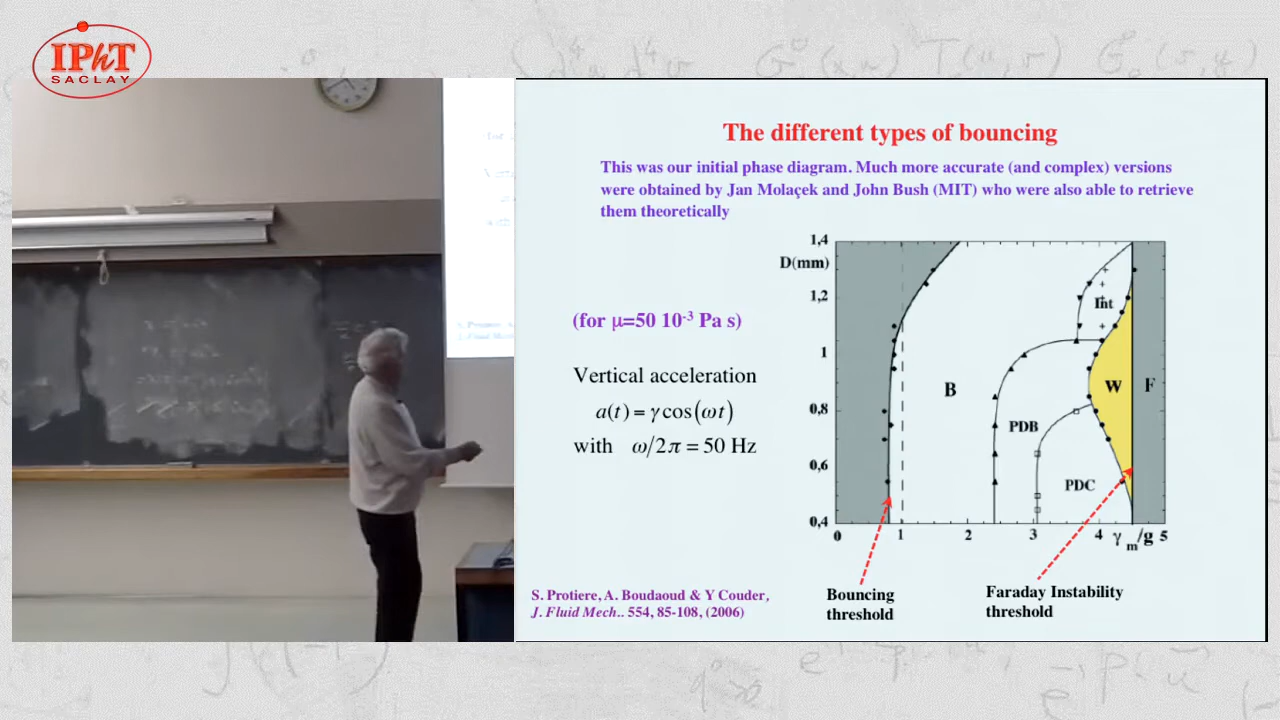 IPhT
SACLAY
The different types of bouncing
This was our initial phase diagram. Much more accurate (and complex) versions
were obtained by Jan Molaçek and John Bush (MIT) who were also able to retrieve
them theoretically
(for μ=50 10-3 Pa s)
Vertical acceleration
a(t) = γ cos(ωt)
with ω/2π = 50 Hz
1,4
D(mm)
1,2
1
0,8
0,6
0,4
Int
B
W
F
PDB
PDC
0 1 2 3 4 γm/g 5
Bouncing
threshold
Faraday Instability
threshold
S. Protiere, A. Boudaoud & Y Couder,
J. Fluid Mech.. 554, 85-108, (2006)